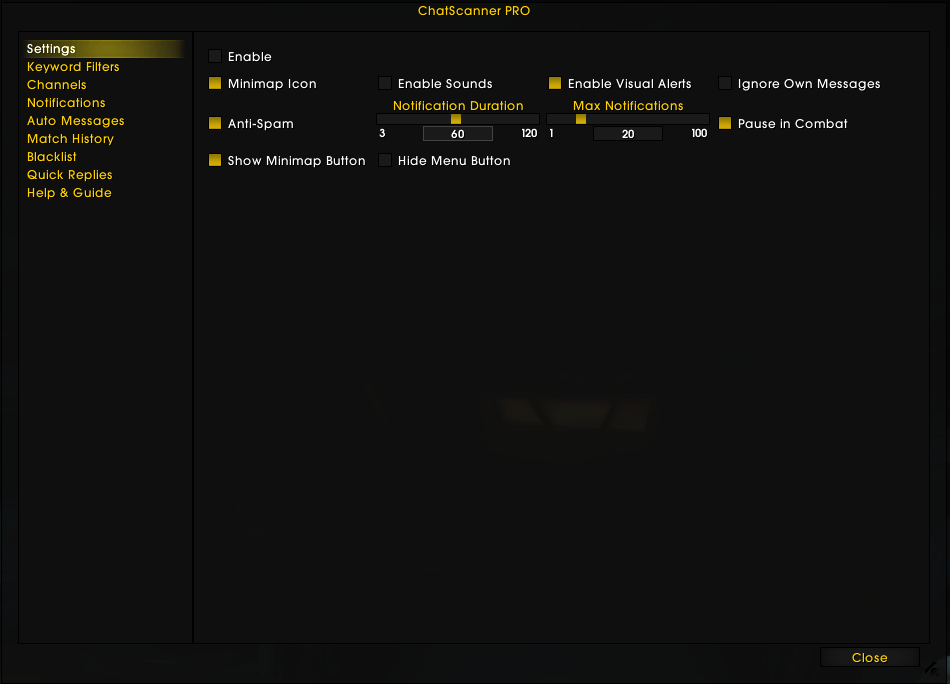 ChatScanner PRO
Settings
Keyword Filters
Channels
Notifications
Auto Messages
Match History
Blacklist
Quick Replies
Help & Guide
Enable
Minimap Icon
Enable Sounds
Enable Visual Alerts
Ignore Own Messages
Anti-Spam
Notification Duration
3
60
120
Max Notifications
1
20
100
Pause in Combat
Show Minimap Button
Hide Menu Button
Close